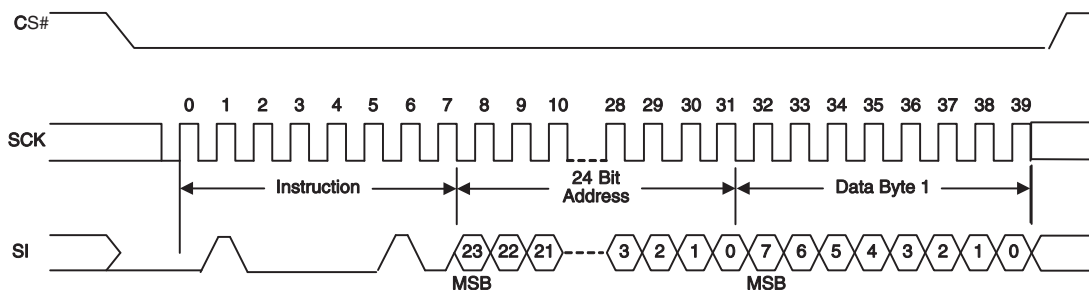 CS#
0 1 2 3 4 5 6 7 8 9 10 28 29 30 31 32 33 34 35 36 37 38 39
SCK
Instruction
24 Bit
Address
Data Byte 1
SI
23 22 21 3 2 1 0 7 6 5 4 3 2 1 0
MSB MSB